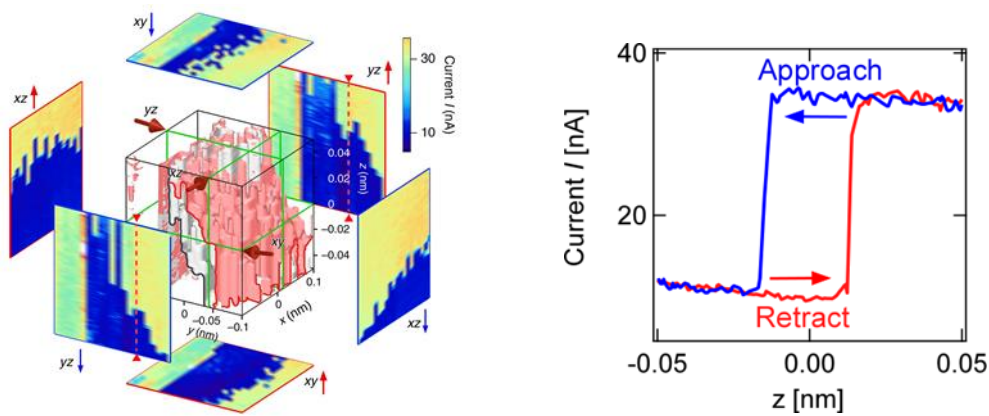 xy
xz
yz
xz
xy
yz
xz
yz
xy
Current I (nA)
30
10
z (nm)
0.04
0.02
0
−0.02
−0.04
0.1
0
−0.1
x (nm)
0
−0.05
y (nm)
Current I [nA]
40
20
Approach
Retract
-0.05
0.00
0.05
z [nm]